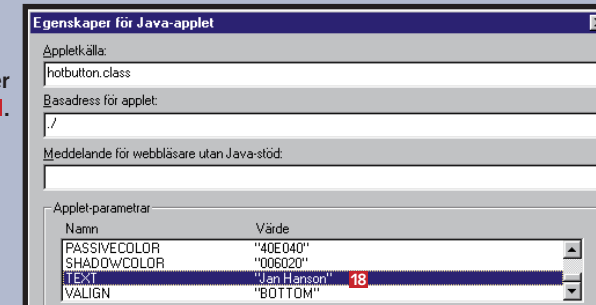 Egenskaper för Java-applet
Appletkälla:
hotbutton.class
Basadress för applet:
./
Meddelande för webbläsare utan Java-stöd:
Applet-parametrar
Namn Värde
PASSIVECOLOR "40E040"
SHADOWCOLOR "006020"
TEXT "Jan Hanson" 18
VALIGN "BOTTOM"